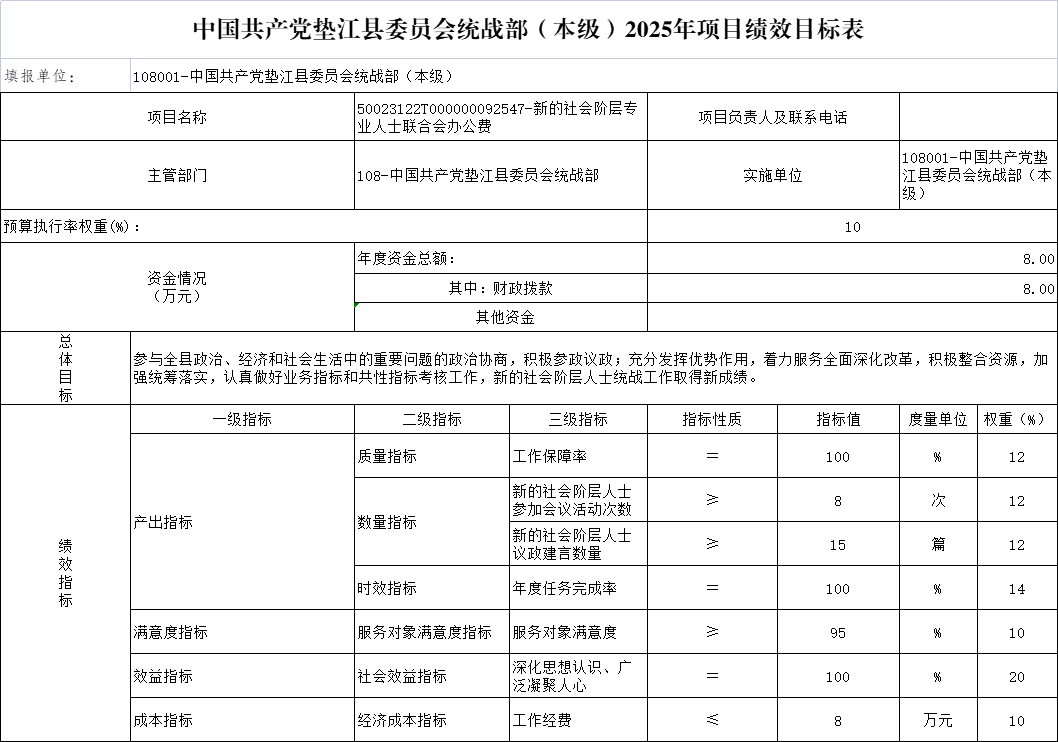 中国共产党垫江县委员会统战部（本级）2025年项目绩效目标表
填报单位： 108001-中国共产党垫江县委员会统战部（本级）
项目名称 50023122T000000092547-新的社会阶层专 项目负责人及联系电话
业人士联合会办公费
主管部门 108-中国共产党垫江县委员会统战部 实施单位 108001-中国共产党垫
江县委员会统战部（本
级）
预算执行率权重(%)： 10
资金情况
（万元）
年度资金总额： 8.00
其中：财政拨款 8.00
其他资金
总
体
目
标
参与全县政治、经济和社会生活中的重要问题的政治协商，积极参政议政；充分发挥优势作用，着力服务全面深化改革，积极整合资源，加
强统筹落实，认真做好业务指标和共性指标考核工作，新的社会阶层人士统战工作取得新成绩。
绩
效
指
标
一级指标 二级指标 三级指标 指标性质 指标值 度量单位 权重（%）
产出指标
质量指标 工作保障率 ＝ 100 % 12
数量指标
新的社会阶层人士
参加会议活动次数 ≥ 8 次 12
新的社会阶层人士
议政建言数量 ≥ 15 篇 12
时效指标 年度任务完成率 ＝ 100 % 14
满意度指标 服务对象满意度指标 服务对象满意度 ≥ 95 % 10
效益指标 社会效益指标 深化思想认识、广
泛凝聚人心 ＝ 100 % 20
成本指标 经济成本指标 工作经费 ≤ 8 万元 10